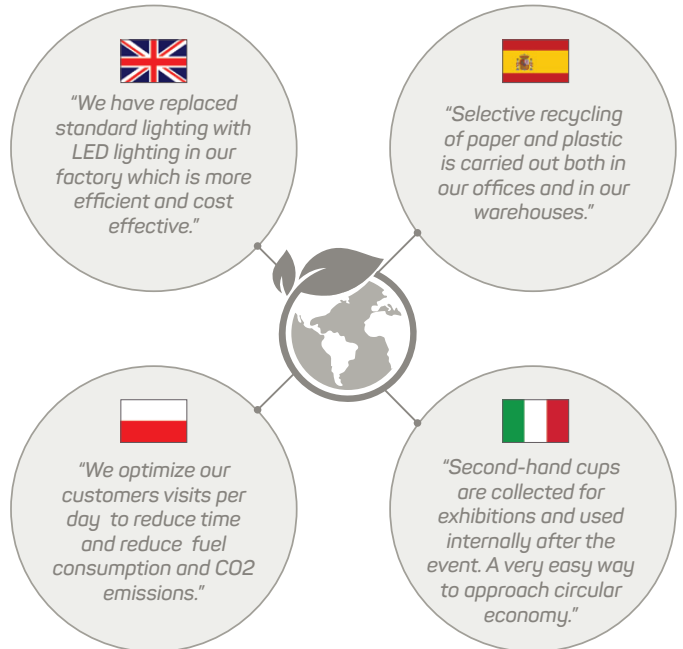 “We have replaced
standard lighting with
LED lighting in our
factory which is more
efficient and cost
effective.”
“Selective recycling
of paper and plastic
is carried out both in
our offices and in our
warehouses.”
“We optimize our
customers visits per
day to reduce time
and reduce fuel
consumption and CO2
emissions.”
“Second-hand cups
are collected for
exhibitions and used
internally after the
event. A very easy way
to approach circular
economy.”